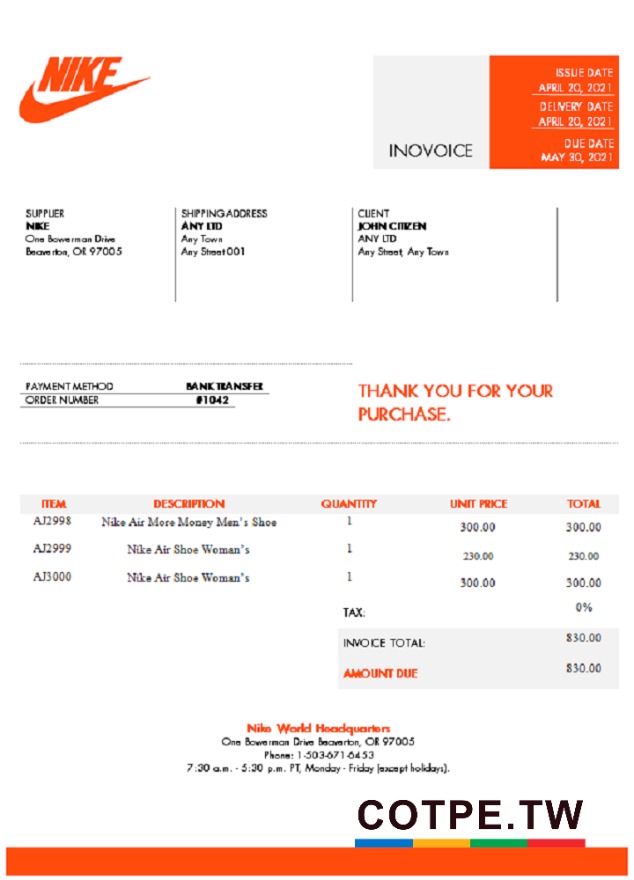 NIKE
ISSUE DATE
APRIL 20, 2021
DELIVERY DATE
APRIL 20, 2021
DUE DATE
MAY 30, 2021
INOVOICE
SUPPLIER
NIKE
One Bowerman Drive
Beaverton, OR 97005
SHIPPING ADDRESS
ANY LTD
Any Town
Any Street 001
CLIENT
JOHN CITIZEN
ANY LTD
Any Street, Any Town
PAYMENT METHOD BANK TRANSFER
ORDER NUMBER #1042
THANK YOU FOR YOUR
PURCHASE.
ITEM DESCRIPTION QUANTITY UNIT PRICE TOTAL
AJ2998 Nike Air More Money Men's Shoe 1 300.00 300.00
AJ2999 Nike Air Shoe Woman's 1 230.00 230.00
AJ3000 Nike Air Shoe Woman's 1 300.00 300.00
TAX: 0%
INVOICE TOTAL: 830.00
AMOUNT DUE 830.00
Nike World Headquarters
One Bowerman Drive Beaverton, OR 97005
Phone: 1-503-671-6453
7:30 a.m. - 5:30 p.m. PT, Monday - Friday (except holidays).
COTPE.TW